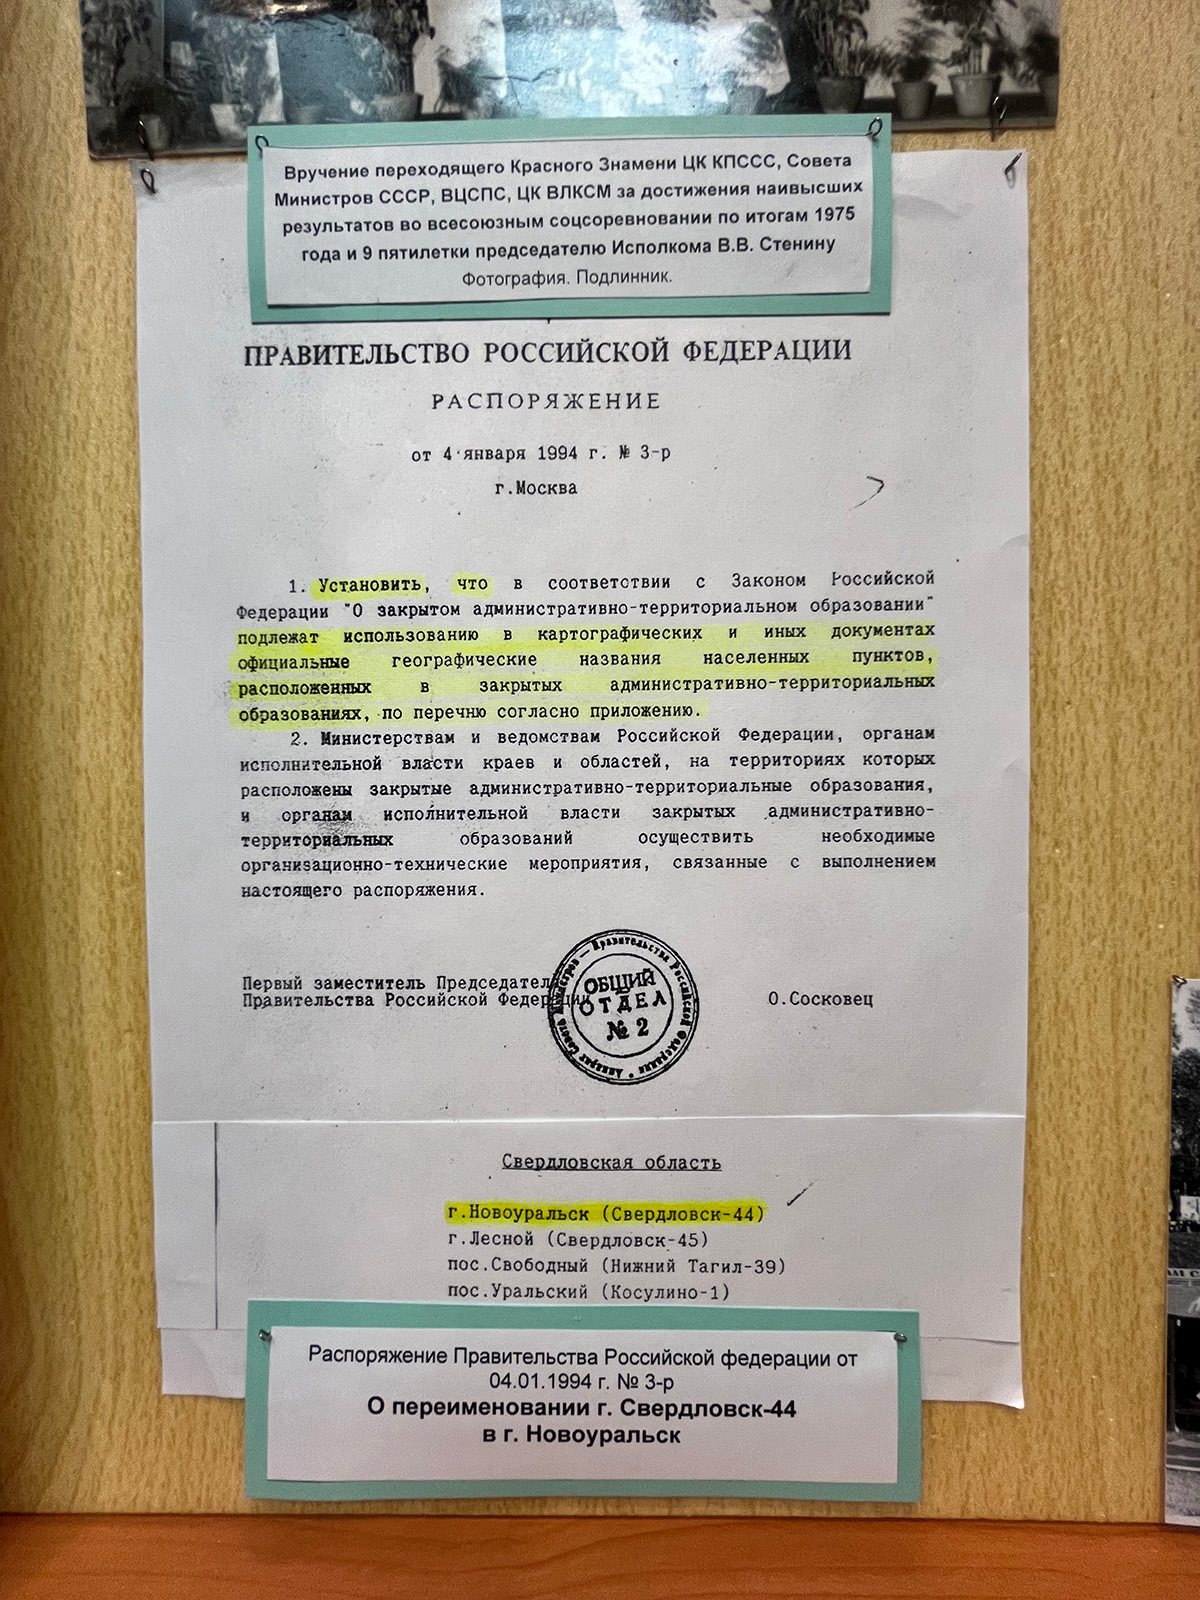 Вручение переходящего Красного Знамени ЦК КПССС, Совета
Министров СССР, ВЦСПС, ЦК ВЛКСМ за достижения наивысших
результатов во всесоюзным соцсоревновании по итогам 1975
года и 9 пятилетки председателю Исполкома В.В. Стенину
Фотография. Подлинник.
ПРАВИТЕЛЬСТВО РОССИЙСКОЙ ФЕДЕРАЦИИ
РАСПОРЯЖЕНИЕ
от 4 января 1994 г. № 3-р
г.Москва
1. Установить, что в соответствии с Законом Российской
Федерации "О закрытом административно-территориальном образовании"
подлежат использованию в картографических и иных документах
официальные географические названия населенных пунктов,
расположенных в закрытых административно-территориальных
образованиях, по перечню согласно приложению.
2. Министерствам и ведомствам Российской Федерации, органам
исполнительной власти краев и областей, на территориях которых
расположены закрытые административно-территориальные образования,
и органам исполнительной власти закрытых административно-
территориальных образований осуществить необходимые
организационно-технические мероприятия, связанные с выполнением
настоящего распоряжения.
Первый заместитель Председателя
Правительства Российской Федерации О.Сосковец
Аппарат Совета Министров — Правительства Российской Федерации
ОБЩИЙ
ОТДЕЛ
№ 2
Свердловская область
г.Новоуральск (Свердловск-44)
г.Лесной (Свердловск-45)
пос.Свободный (Нижний Тагил-39)
пос.Уральский (Косулино-1)
Распоряжение Правительства Российской федерации от
04.01.1994 г. № 3-р
О переименовании г. Свердловск-44
в г. Новоуральск